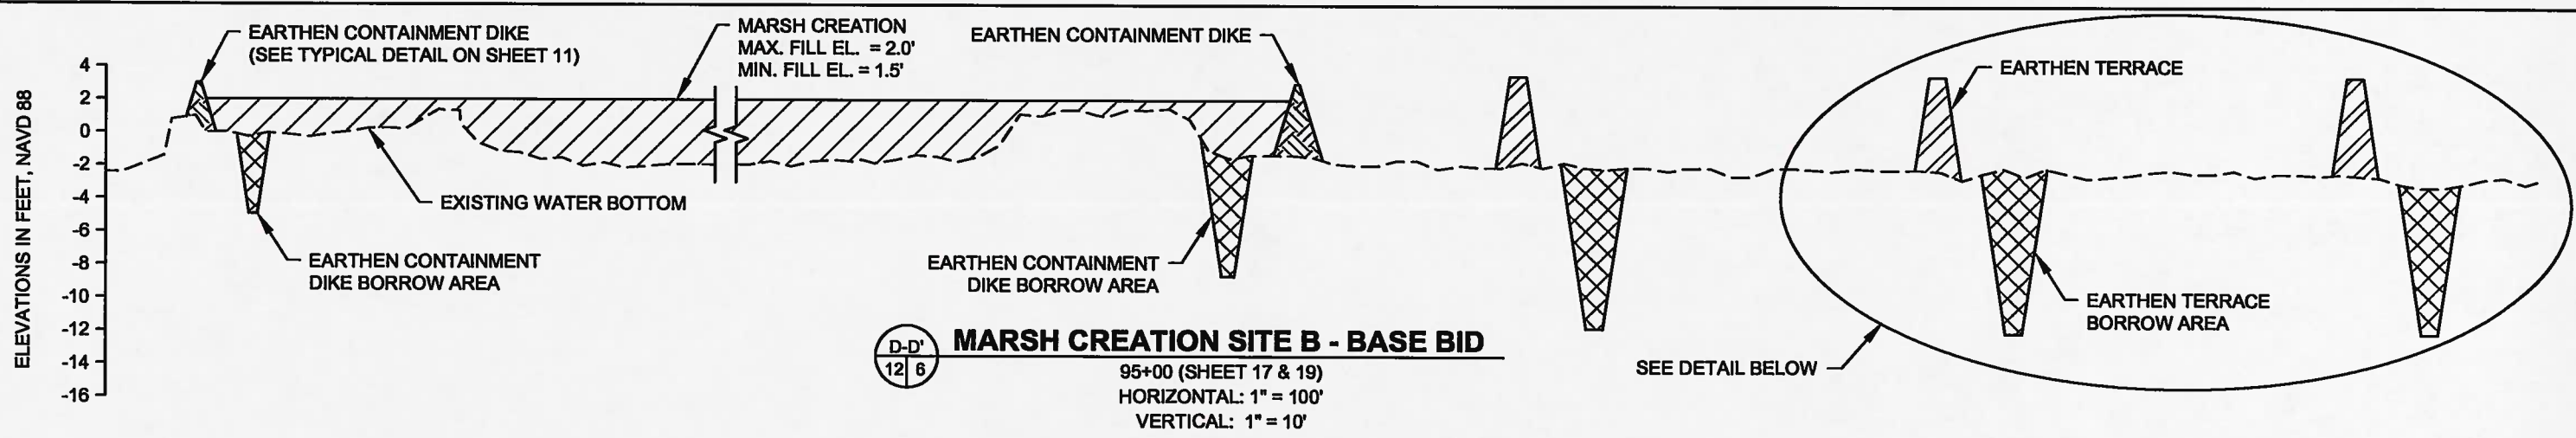 EARTHEN CONTAINMENT DIKE
(SEE TYPICAL DETAIL ON SHEET 11)
MARSH CREATION
MAX. FILL EL. = 2.0'
MIN. FILL EL. = 1.5'
EARTHEN CONTAINMENT DIKE
EARTHEN TERRACE
ELEVATIONS IN FEET, NAVD 88
4
2
0
-2
-4
-6
-8
-10
-12
-14
-16
EXISTING WATER BOTTOM
EARTHEN CONTAINMENT
DIKE BORROW AREA
EARTHEN CONTAINMENT
DIKE BORROW AREA
EARTHEN TERRACE
BORROW AREA
SEE DETAIL BELOW
D-D'
12 6
MARSH CREATION SITE B - BASE BID
95+00 (SHEET 17 & 19)
HORIZONTAL: 1" = 100'
VERTICAL: 1" = 10'